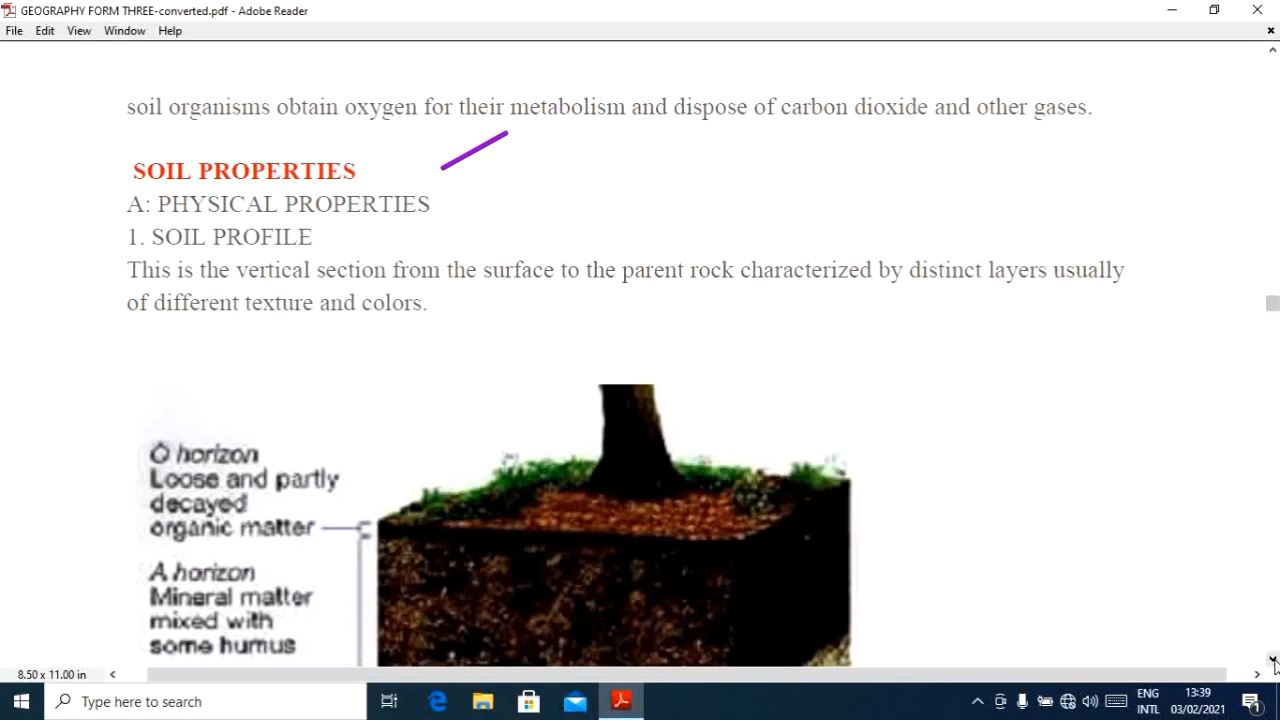 GEOGRAPHY FORM THREE-converted.pdf - Adobe Reader
File Edit View Window Help
soil organisms obtain oxygen for their metabolism and dispose of carbon dioxide and other gases.
SOIL PROPERTIES
A: PHYSICAL PROPERTIES
1. SOIL PROFILE
This is the vertical section from the surface to the parent rock characterized by distinct layers usually
of different texture and colors.
O horizon
Loose and partly
decayed
organic matter
A horizon
Mineral matter
mixed with
some humus
8.50 x 11.00 in
Type here to search
ENG
INTL
13:39
03/02/2021
1